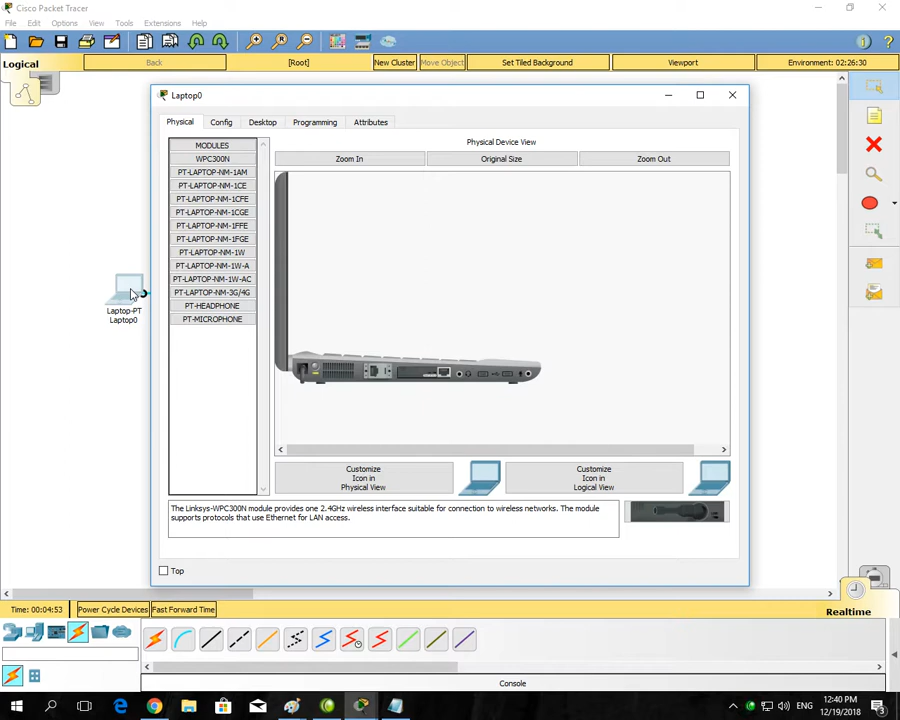 Cisco Packet Tracer
File Edit Options View Tools Extensions Help
Logical Back [Root] New Cluster Move Object Set Tiled Background Viewport Environment: 02:26:30
Laptop0
Physical Config Desktop Programming Attributes
MODULES
WPC300N
PT-LAPTOP-NM-1AM
PT-LAPTOP-NM-1CE
PT-LAPTOP-NM-1CFE
PT-LAPTOP-NM-1CGE
PT-LAPTOP-NM-1FFE
PT-LAPTOP-NM-1FGE
PT-LAPTOP-NM-1W
PT-LAPTOP-NM-1W-A
PT-LAPTOP-NM-1W-AC
PT-LAPTOP-NM-3G/4G
PT-HEADPHONE
PT-MICROPHONE
Physical Device View
Zoom In Original Size Zoom Out
Laptop-PT
Laptop0
Customize
Icon in
Physical View
Customize
Icon in
Logical View
The Linksys-WPC300N module provides one 2.4GHz wireless interface suitable for connection to wireless networks. The module
supports protocols that use Ethernet for LAN access.
Top
Time: 00:04:53 Power Cycle Devices Fast Forward Time
Realtime
Console
ENG
12:40 PM
12/19/2018
3